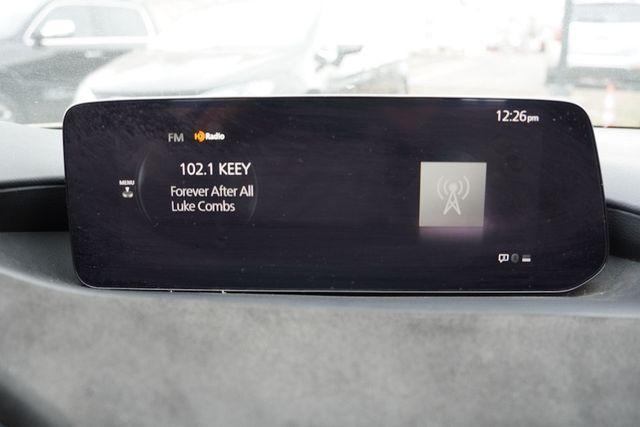 12:26pm
FM HD Radio
102.1 KEEY
MENU
Forever After All
Luke Combs